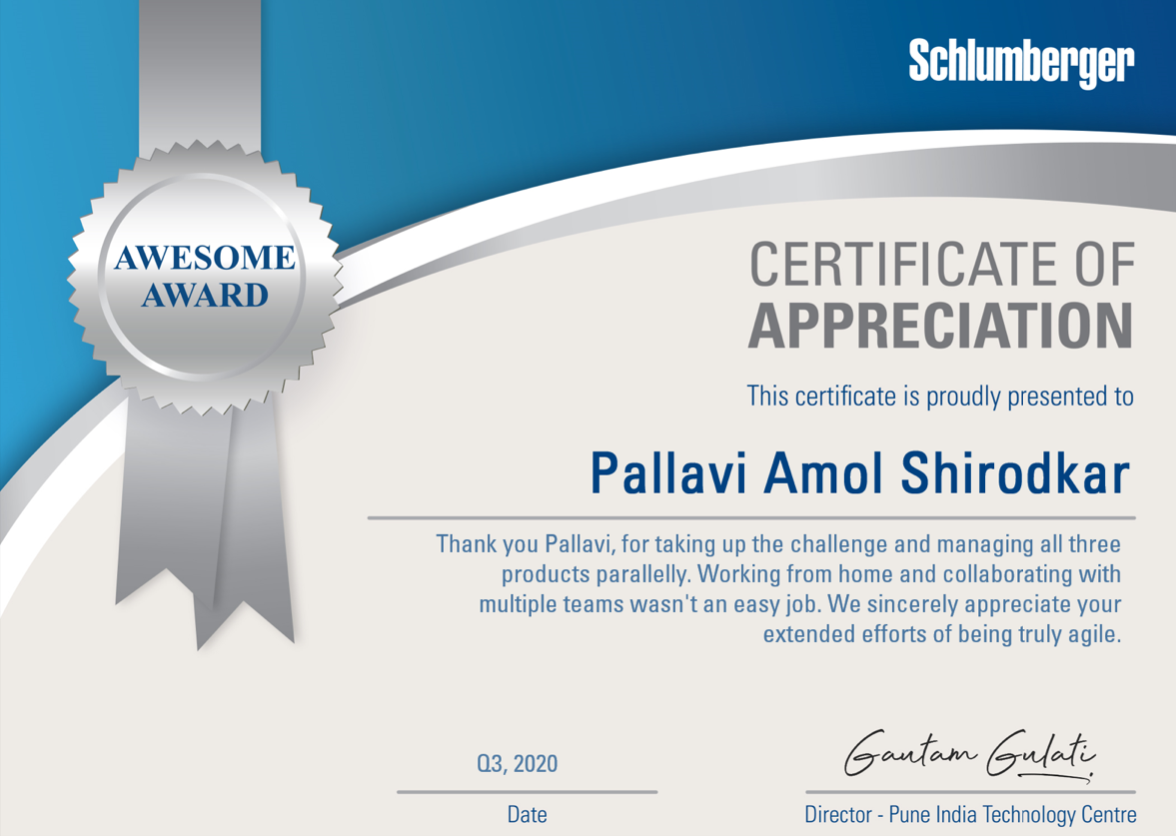 Schlumberger
AWESOME
AWARD
CERTIFICATE OF
APPRECIATION
This certificate is proudly presented to
Pallavi Amol Shirodkar
Thank you Pallavi, for taking up the challenge and managing all three
products parallelly. Working from home and collaborating with
multiple teams wasn't an easy job. We sincerely appreciate your
extended efforts of being truly agile.
Q3, 2020
Date
Gautam Gulati
Director - Pune India Technology Centre